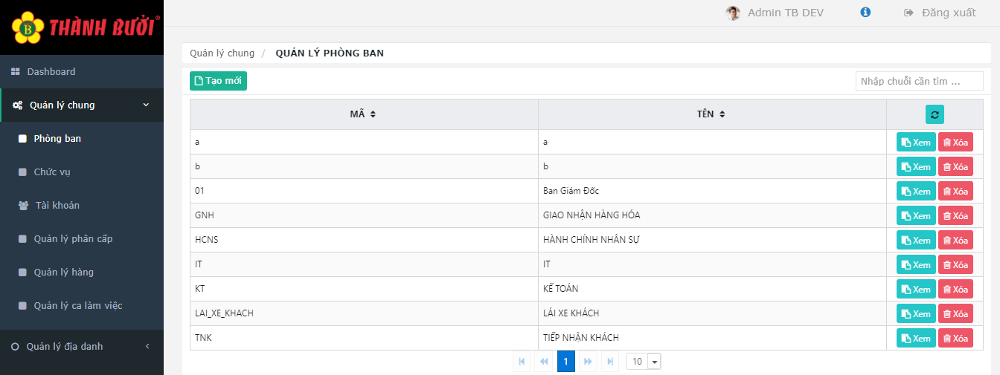 B THÀNH BƯỞI®
Admin TB DEV Đăng xuất
Dashboard
Quản lý chung
Phòng ban
Chức vụ
Tài khoản
Quản lý phân cấp
Quản lý hàng
Quản lý ca làm việc
Quản lý địa danh
Quản lý chung / QUẢN LÝ PHÒNG BAN
Tạo mới Nhập chuỗi cần tìm ...
MÃ TÊN
a a Xem Xóa
b b Xem Xóa
01 Ban Giám Đốc Xem Xóa
GNH GIAO NHẬN HÀNG HÓA Xem Xóa
HCNS HÀNH CHÍNH NHÂN SỰ Xem Xóa
IT IT Xem Xóa
KT KẾ TOÁN Xem Xóa
LAI_XE_KHACH LÁI XE KHÁCH Xem Xóa
TNK TIẾP NHẬN KHÁCH Xem Xóa
1 10